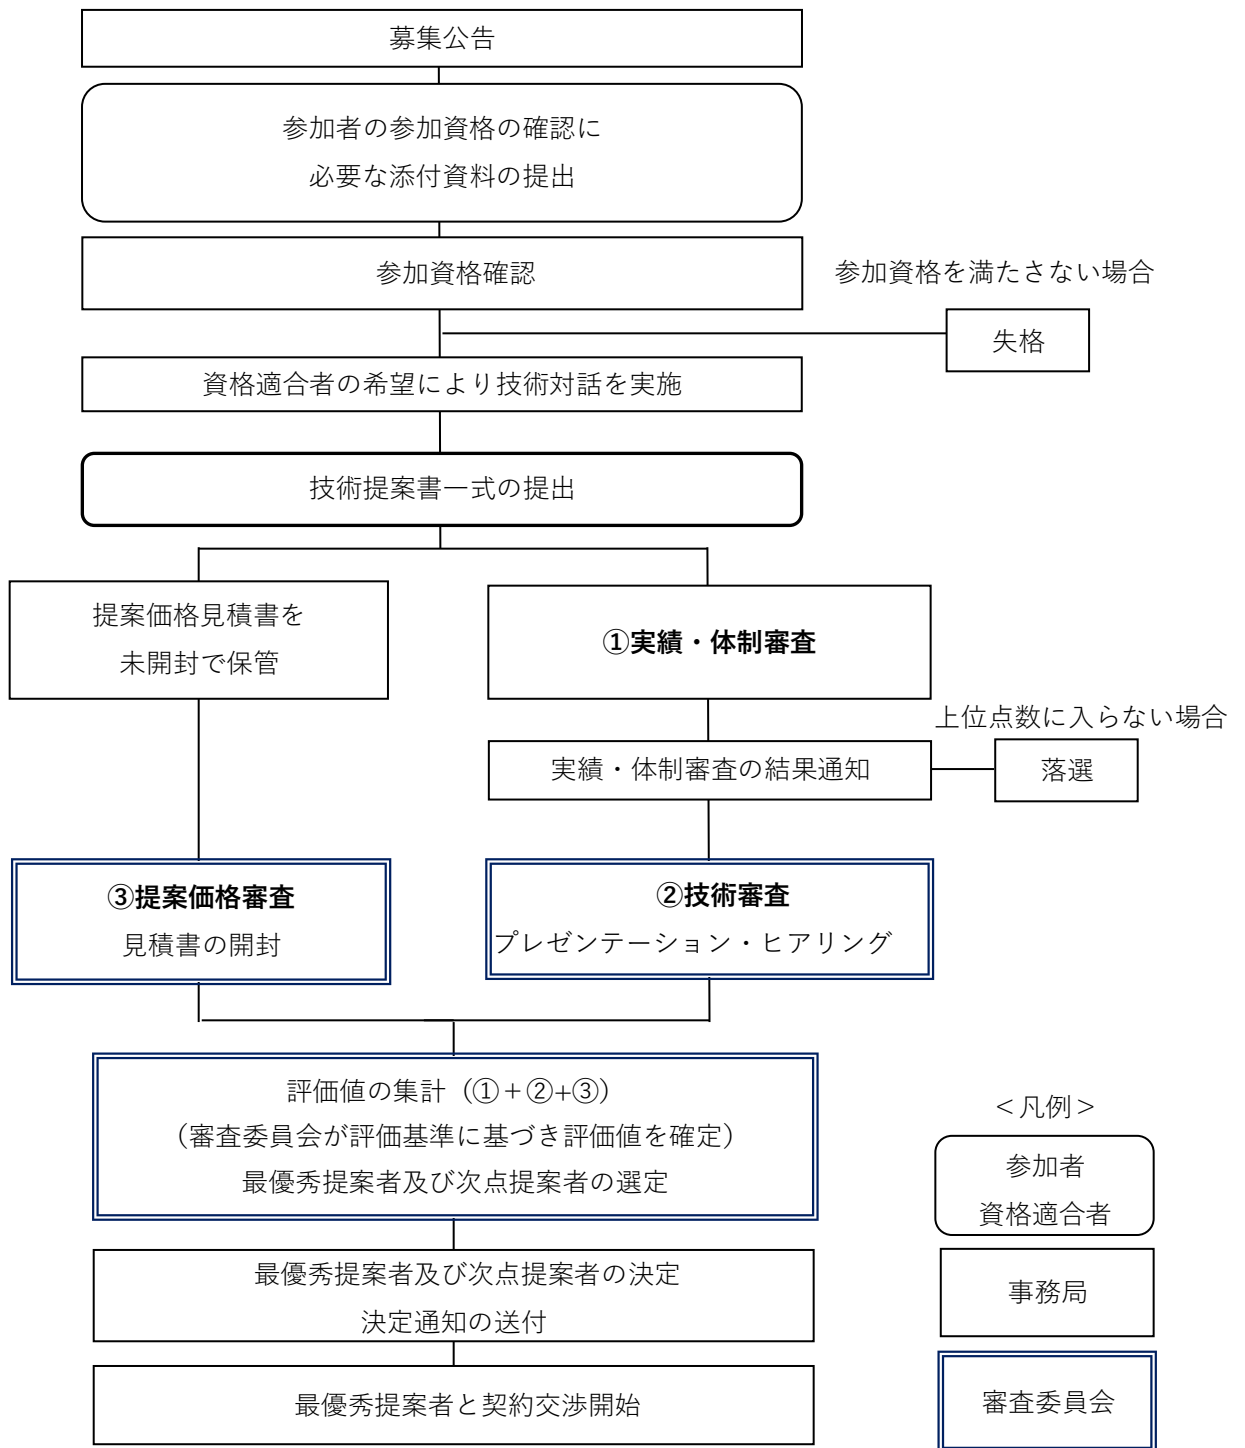 募集公告
参加者の参加資格の確認に
必要な添付資料の提出
参加資格確認
参加資格を満たさない場合
失格
資格適合者の希望により技術対話を実施
技術提案書一式の提出
提案価格見積書を
未開封で保管
①実績・体制審査
上位点数に入らない場合
実績・体制審査の結果通知
落選
③提案価格審査
見積書の開封
②技術審査
プレゼンテーション・ヒアリング
評価値の集計（①＋②+③）
（審査委員会が評価基準に基づき評価値を確定）
最優秀提案者及び次点提案者の選定
最優秀提案者及び次点提案者の決定
決定通知の送付
最優秀提案者と契約交渉開始
＜凡例＞
参加者
資格適合者
事務局
審査委員会